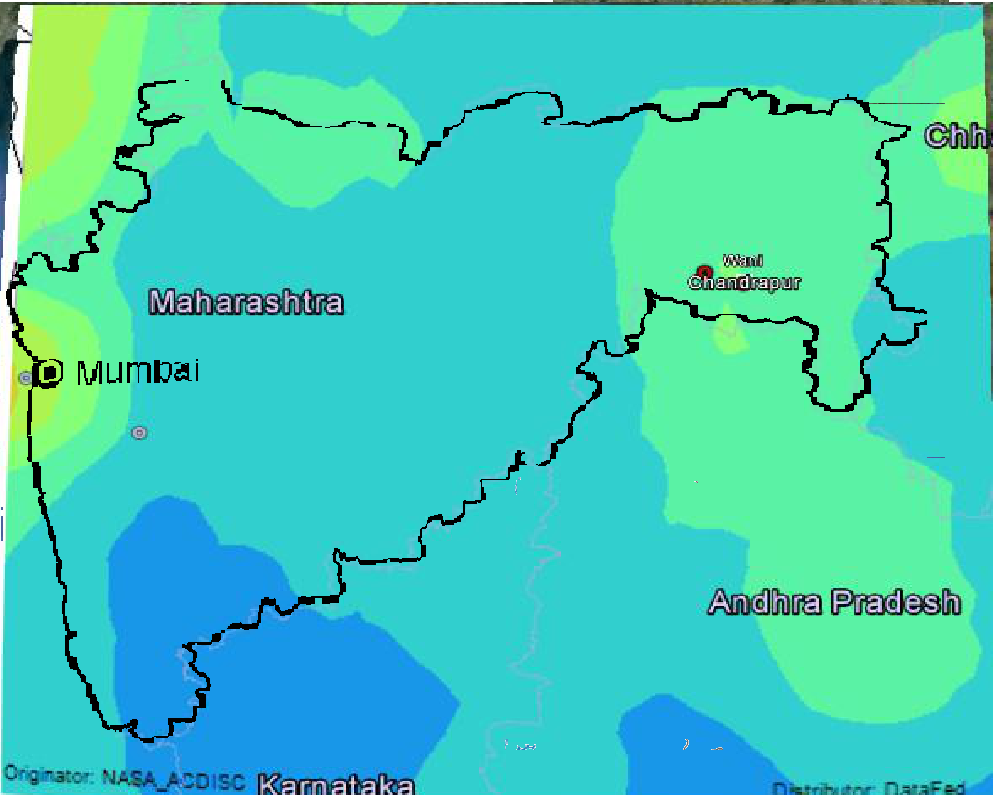 Chh
Wani
Chandrapur
Maharashtra
Mumbai
Andhra Pradesh
Originator: NASA_ACDISC
Karnataka
Distributor: DataFed